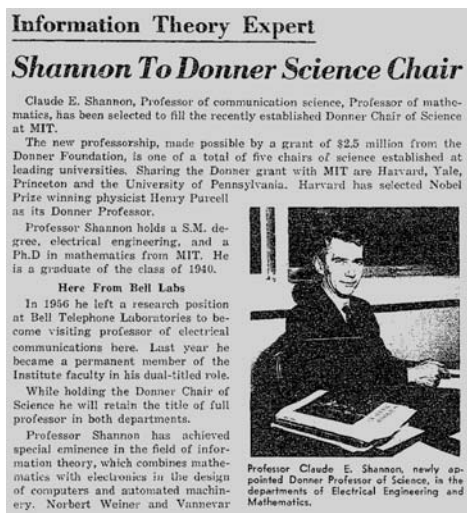 Information Theory Expert
Shannon To Donner Science Chair
Claude E. Shannon, Professor of communication science, Professor of mathe-
matics, has been selected to fill the recently established Donner Chair of Science
at MIT.
The new professorship, made possible by a grant of $2.5 million from the
Donner Foundation, is one of a total of five chairs of science established at
leading universities. Sharing the Donner grant with MIT are Harvard, Yale,
Princeton and the University of Pennsylvania. Harvard has selected Nobel
Prize winning physicist Henry Purcell
as its Donner Professor.
Professor Shannon holds a S.M. de-
gree, electrical engineering, and a
Ph.D in mathematics from MIT. He
is a graduate of the class of 1940.
Here From Bell Labs
In 1956 he left a research position
at Bell Telephone Laboratories to be-
come visiting professor of electrical
communications here. Last year he
became a permanent member of the
Institute faculty in his dual-titled role.
While holding the Donner Chair of
Science he will retain the title of full
professor in both departments.
Professor Shannon has achieved
special eminence in the field of infor-
mation theory, which combines mathe-
matics with electronics in the design
of computers and automated machin-
ery. Norbert Weiner and Vannevar
Professor Claude E. Shannon, newly ap-
pointed Donner Professor of Science, in the
departments of Electrical Engineering and
Mathematics.